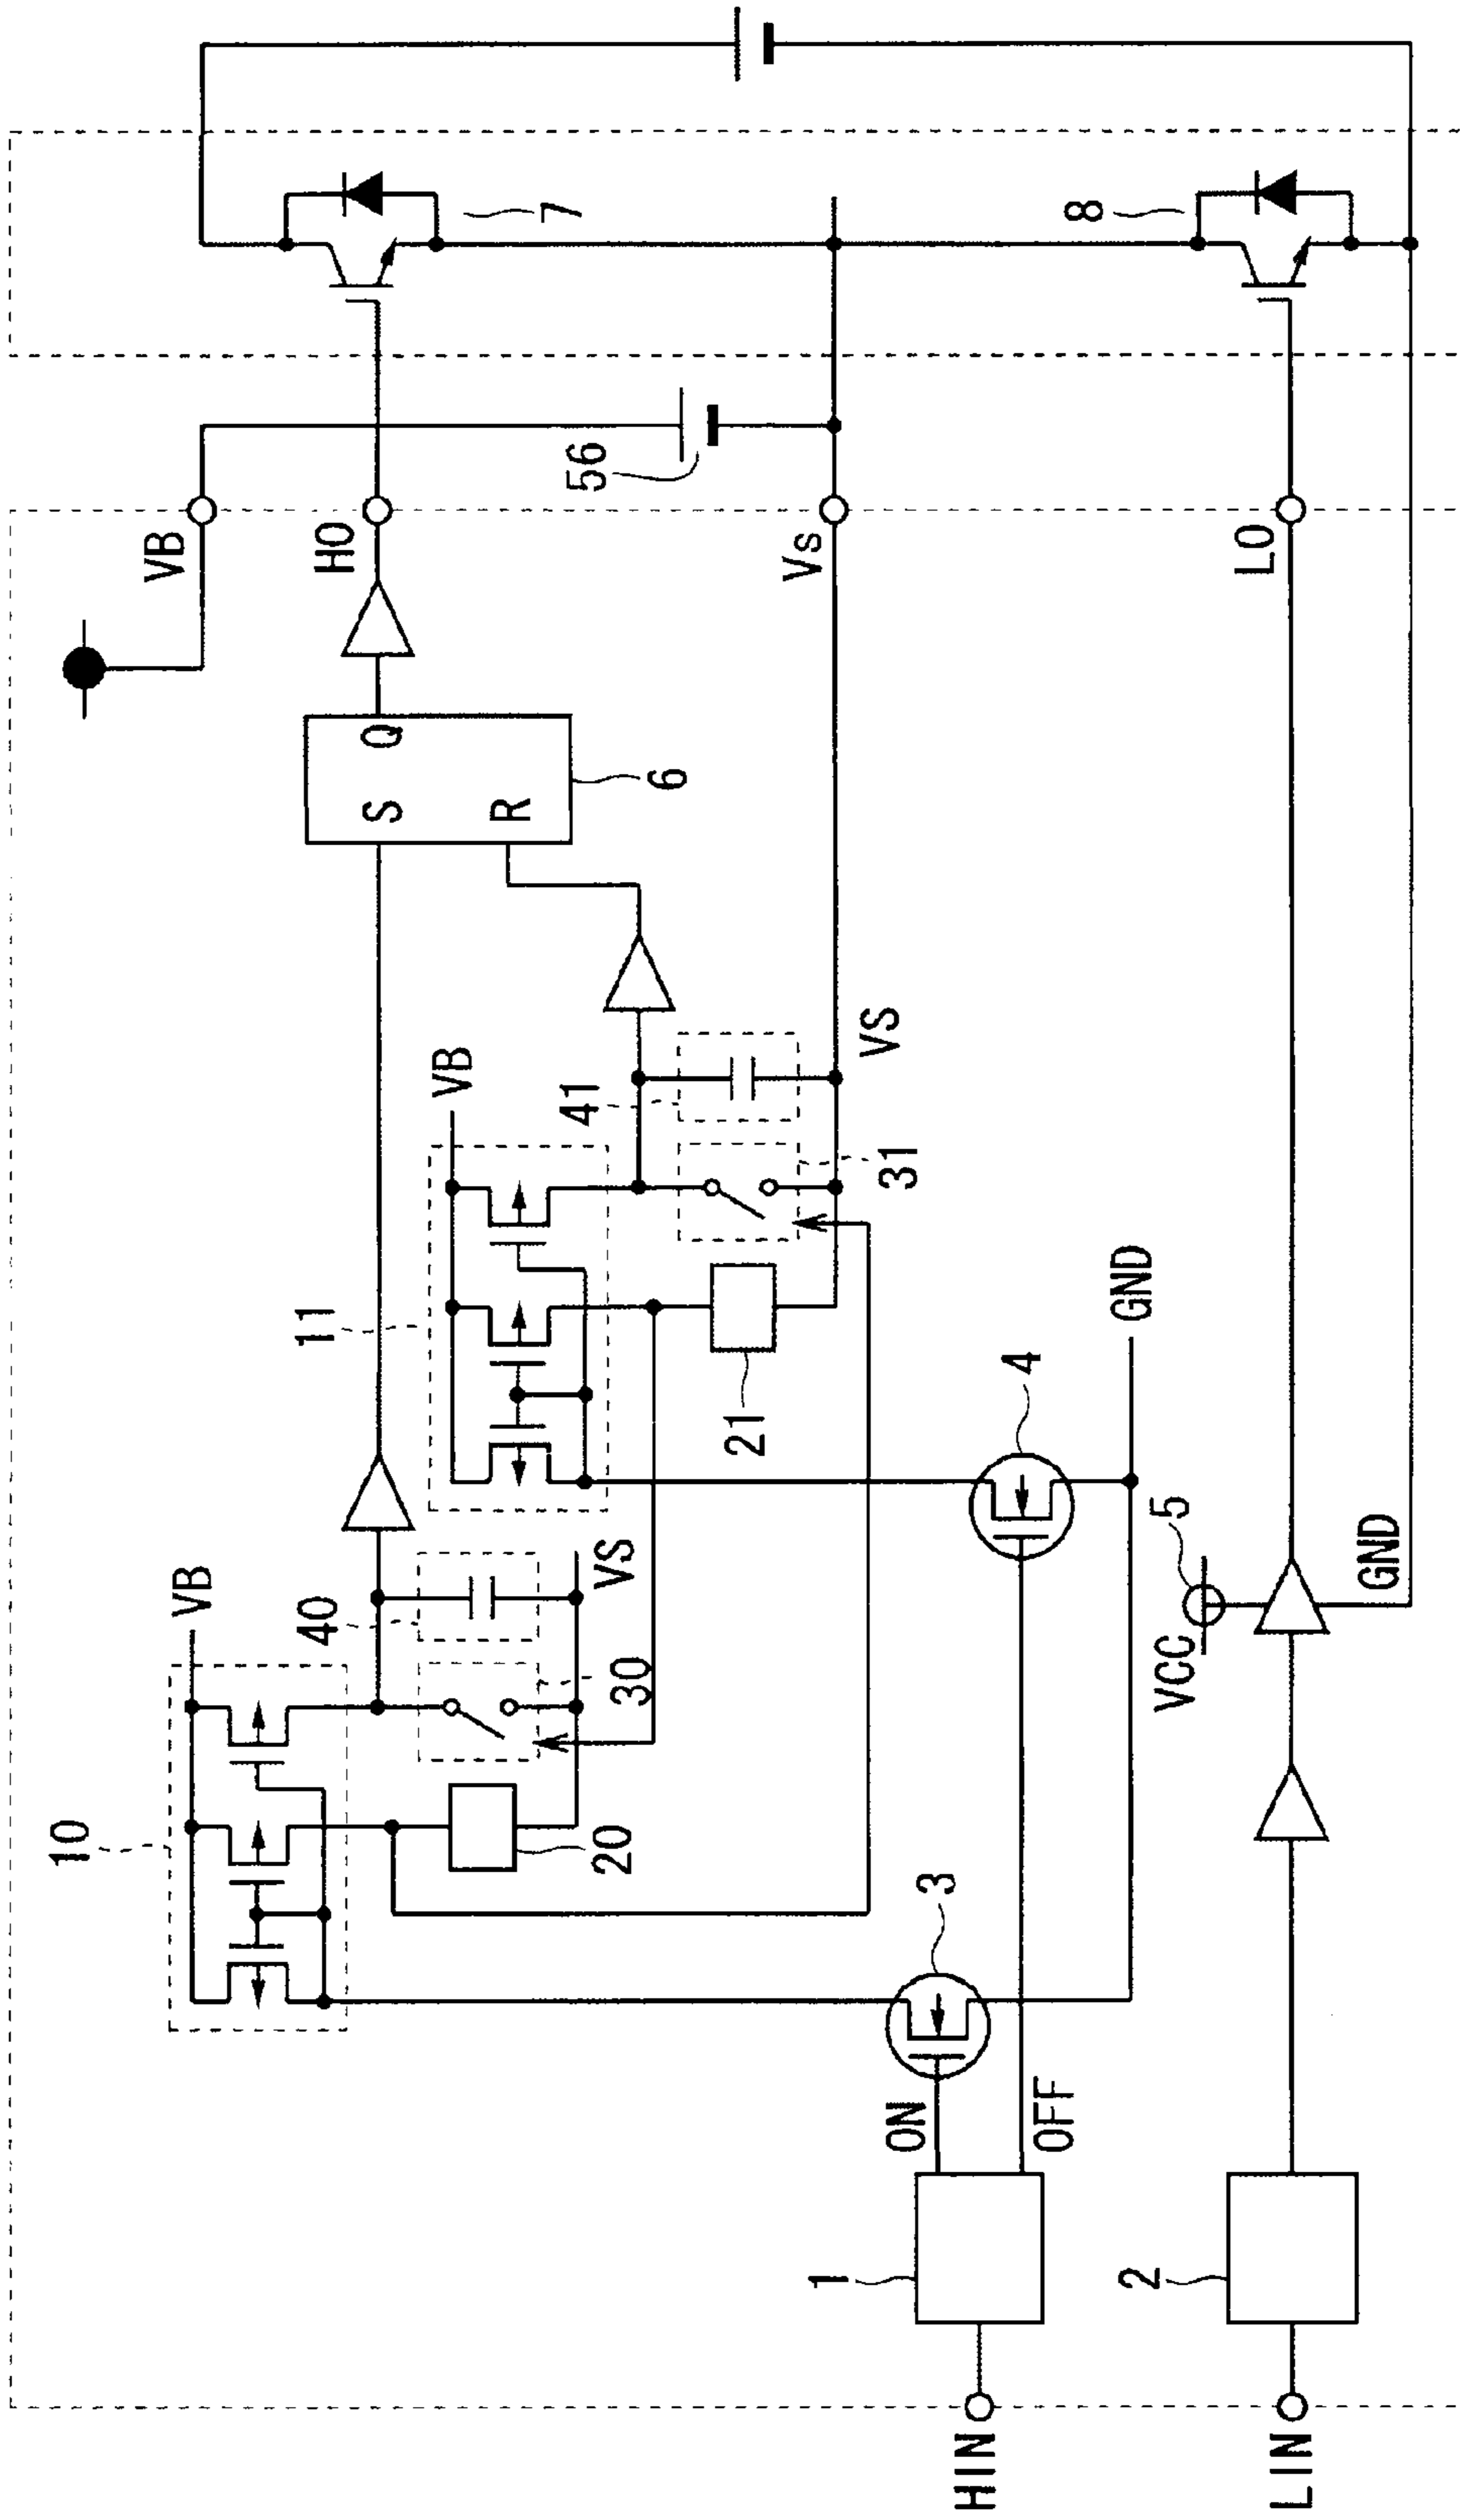 10
VB
40
VS
30
20
11
VB
41
VS
31
21
S
Q
R
6
VB
HO
56
Vs
7
8
HIN
1
ON
OFF
3
4
GND
LIN
2
VCC
5
GND
LO